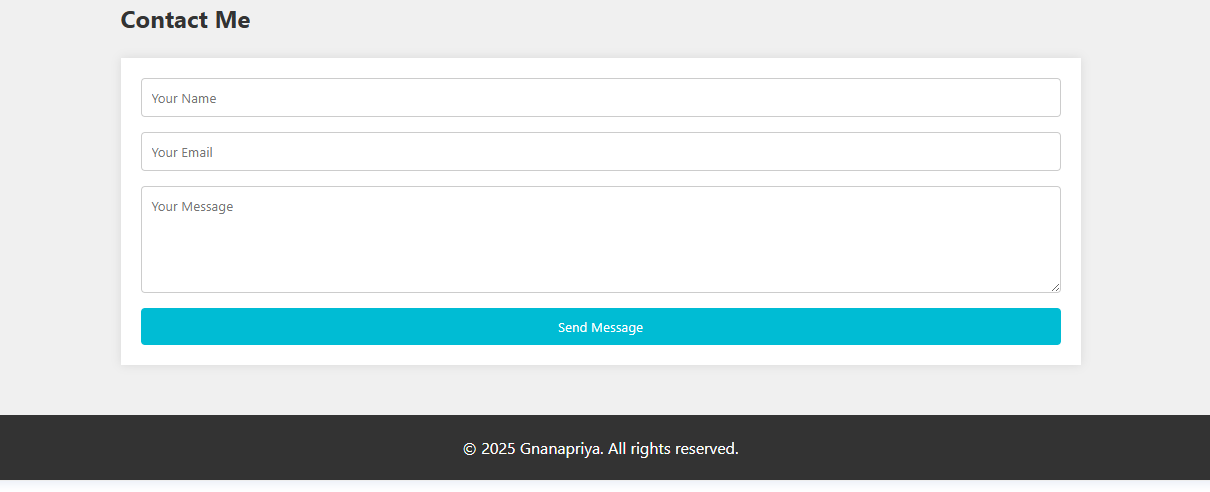 Contact Me
Your Name
Your Email
Your Message
Send Message
© 2025 Gnanapriya. All rights reserved.